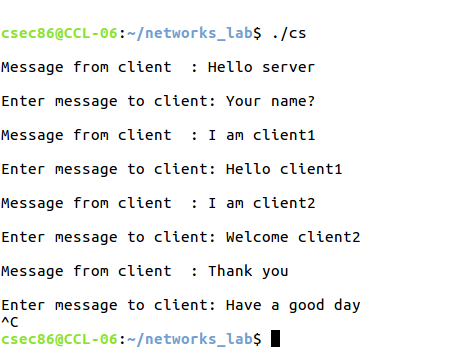 csec86@CCL-06:~/networks_lab$ ./cs
Message from client  : Hello server
Enter message to client: Your name?
Message from client  : I am client1
Enter message to client: Hello client1
Message from client  : I am client2
Enter message to client: Welcome client2
Message from client  : Thank you
Enter message to client: Have a good day
^C
csec86@CCL-06:~/networks_lab$